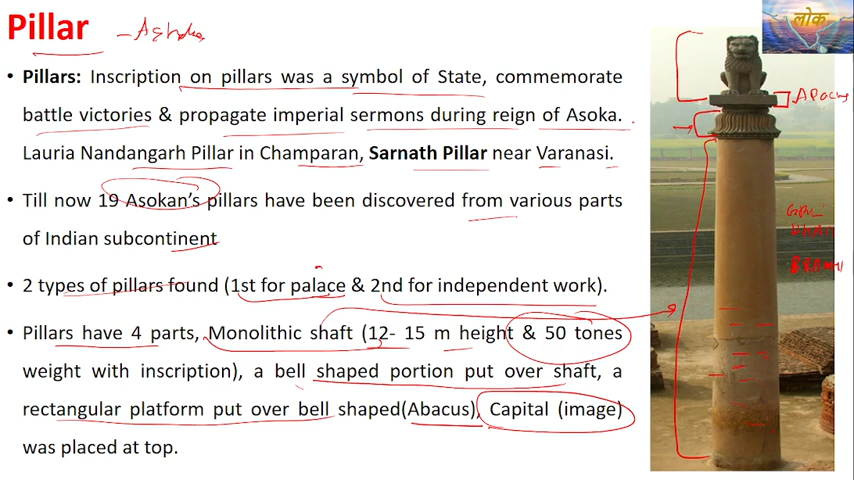 Pillar
- Ashoka
लोक
• Pillars: Inscription on pillars was a symbol of State, commemorate
battle victories & propagate imperial sermons during reign of Asoka.
Lauria Nandangarh Pillar in Champaran, Sarnath Pillar near Varanasi.
• Till now 19 Asokan's pillars have been discovered from various parts
of Indian subcontinent
• 2 types of pillars found (1st for palace & 2nd for independent work).
• Pillars have 4 parts, Monolithic shaft (12- 15 m height & 50 tones
weight with inscription), a bell shaped portion put over shaft, a
rectangular platform put over bell shaped(Abacus), Capital (image)
was placed at top.
Abacus